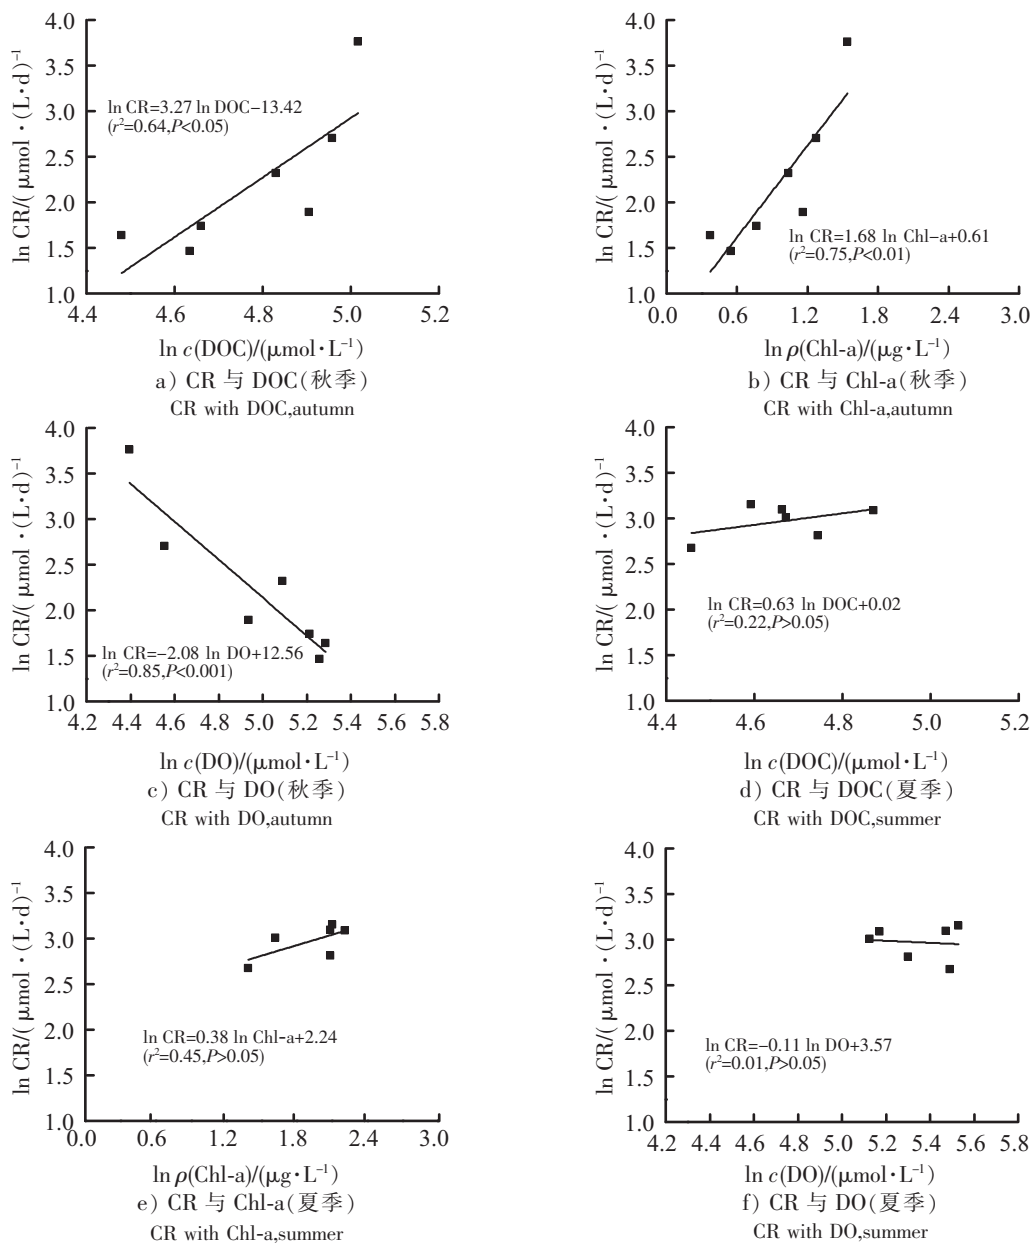 4.0
3.5
3.0
2.5
2.0
1.5
1.0
ln CR/(μmol·(L·d)⁻¹
ln CR=3.27 ln DOC−13.42
(r²=0.64,P<0.05)
4.4 4.6 4.8 5.0 5.2
ln c(DOC)/(μmol·L⁻¹)
a) CR 与 DOC(秋季)
CR with DOC,autumn
4.0
3.5
3.0
2.5
2.0
1.5
1.0
ln CR/(μmol·(L·d)⁻¹
ln CR=1.68 ln Chl−a+0.61
(r²=0.75,P<0.01)
0.0 0.6 1.2 1.8 2.4 3.0
ln ρ(Chl-a)/(μg·L⁻¹)
b) CR 与 Chl-a(秋季)
CR with Chl-a,autumn
4.0
3.5
3.0
2.5
2.0
1.5
1.0
ln CR/(μmol·(L·d)⁻¹
ln CR=−2.08 ln DO+12.56
(r²=0.85,P<0.001)
4.2 4.4 4.6 4.8 5.0 5.2 5.4 5.6 5.8
ln c(DO)/(μmol·L⁻¹)
c) CR 与 DO(秋季)
CR with DO,autumn
4.0
3.5
3.0
2.5
2.0
1.5
1.0
ln CR/(μmol·(L·d)⁻¹
ln CR=0.63 ln DOC+0.02
(r²=0.22,P>0.05)
4.4 4.6 4.8 5.0 5.2
ln c(DOC)/(μmol·L⁻¹)
d) CR 与 DOC(夏季)
CR with DOC,summer
4.0
3.5
3.0
2.5
2.0
1.5
1.0
ln CR/(μmol·(L·d)⁻¹
ln CR=0.38 ln Chl−a+2.24
(r²=0.45,P>0.05)
0.0 0.6 1.2 1.8 2.4 3.0
ln ρ(Chl-a)/(μg·L⁻¹)
e) CR 与 Chl-a(夏季)
CR with Chl-a,summer
4.0
3.5
3.0
2.5
2.0
1.5
1.0
ln CR/(μmol·(L·d)⁻¹
ln CR=−0.11 ln DO+3.57
(r²=0.01,P>0.05)
4.2 4.4 4.6 4.8 5.0 5.2 5.4 5.6 5.8
ln c(DO)/(μmol·L⁻¹)
f) CR 与 DO(夏季)
CR with DO,summer